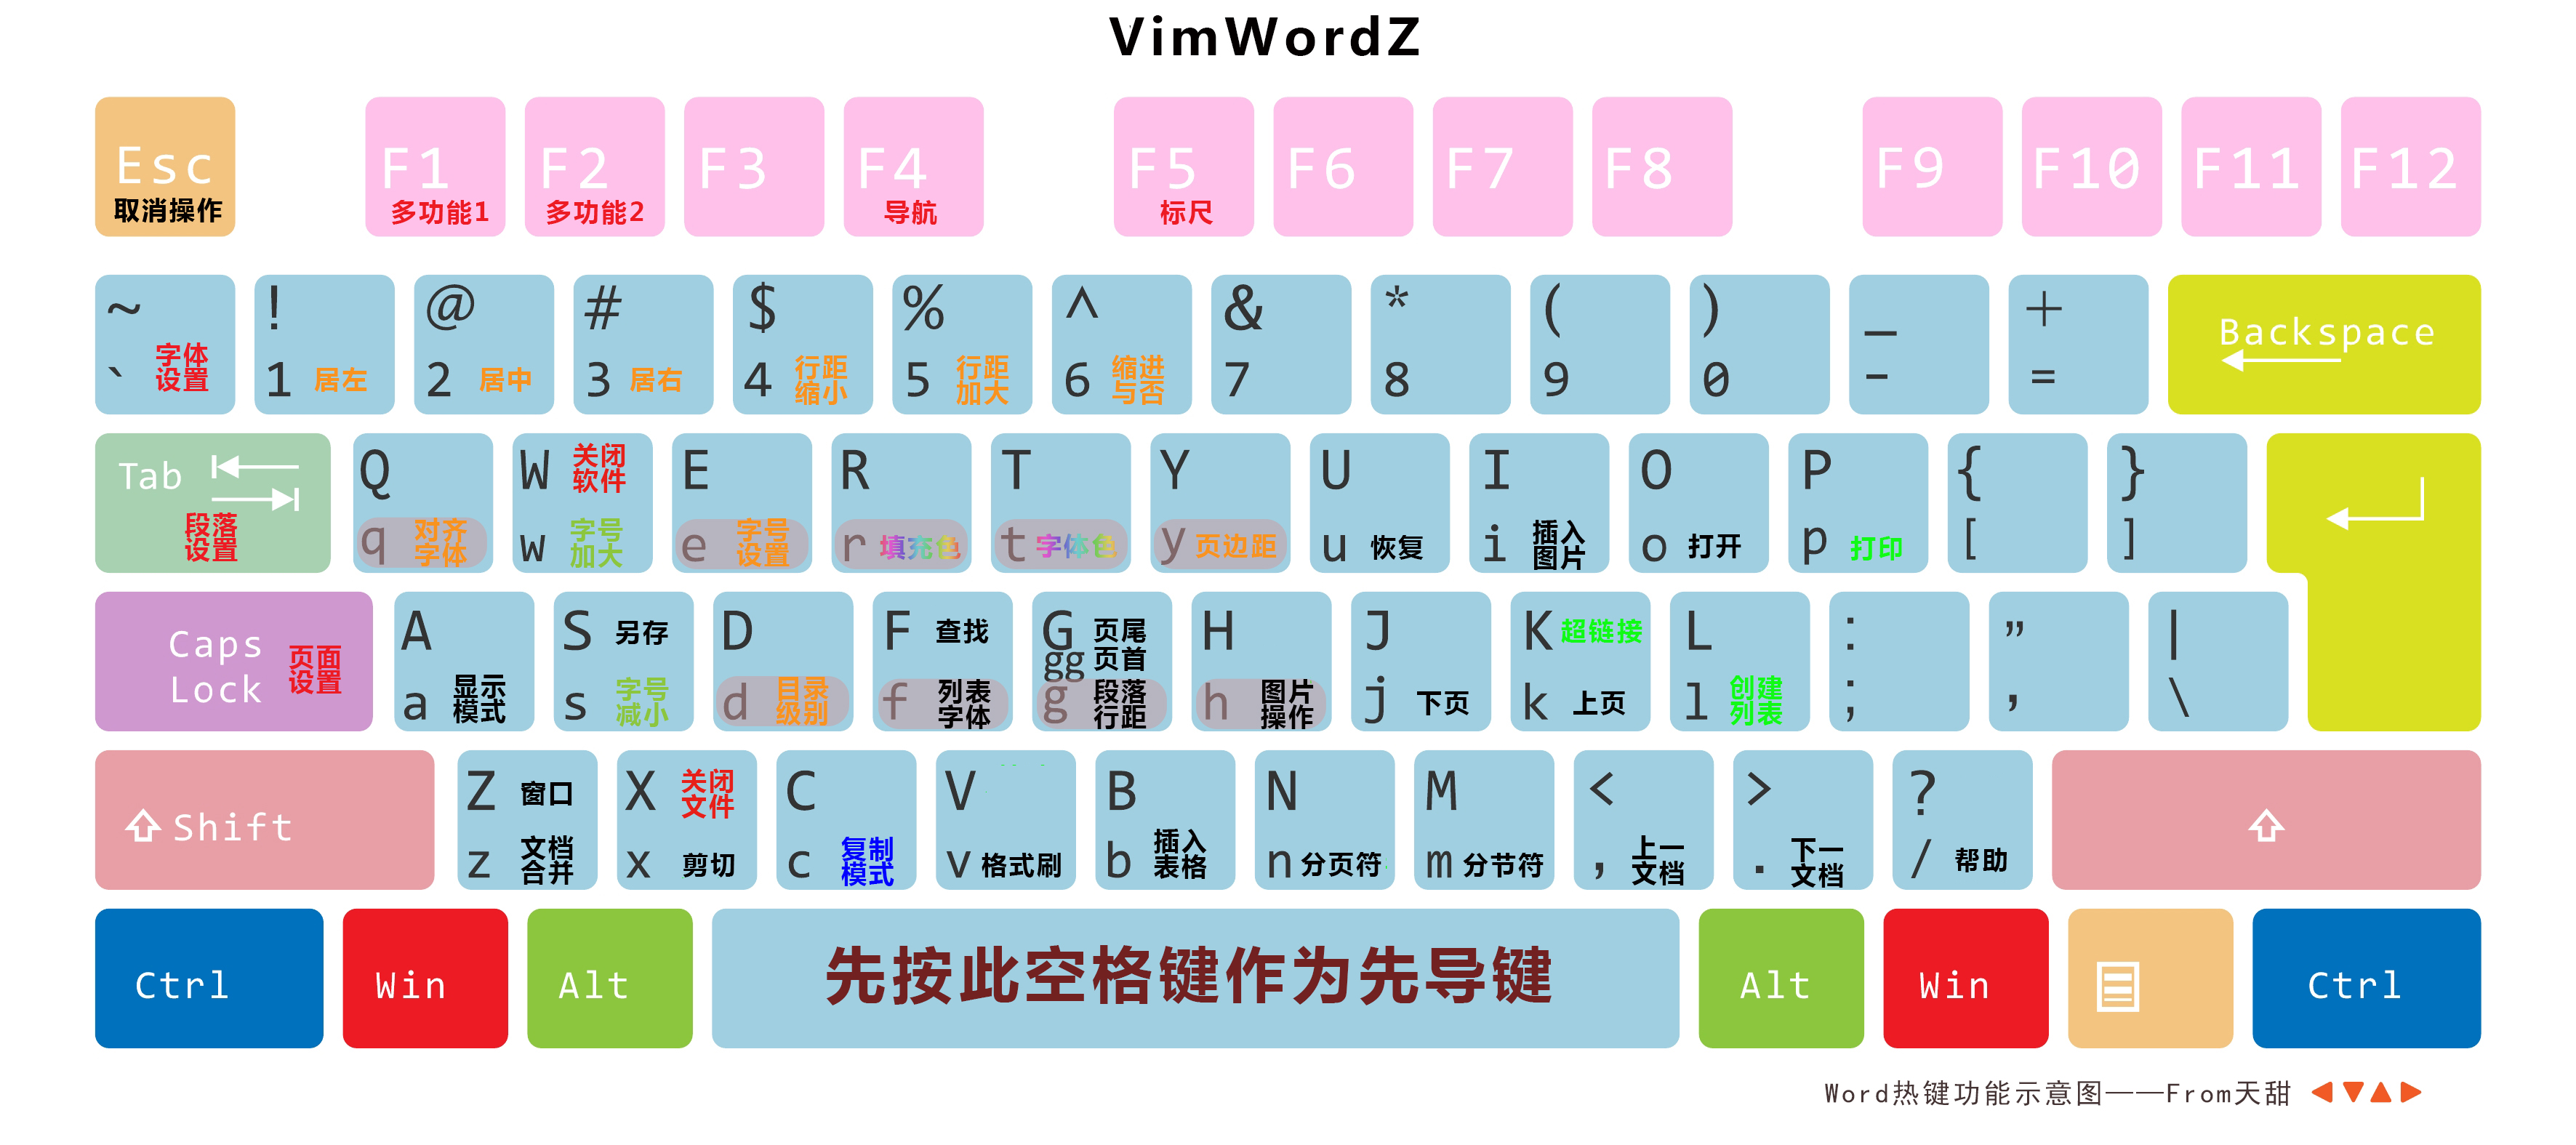 VimWordZ
Esc
取消操作
F1
多功能1
F2
多功能2
F3
F4
导航
F5
标尺
F6
F7
F8
F9
F10
F11
F12
~
` 字体
设置
!
1 居左
@
2 居中
#
3 居右
$
4 行距
缩小
%
5 行距
加大
^
6 缩进
与否
&
7
*
8
(
9
)
0
_
-
+
=
Backspace
Tab
段落
设置
Q
q 对齐
字体
W 关闭
软件
w 字号
加大
E
e 字号
设置
R
r 填充色
T
t 字体色
Y
y 页边距
U
u 恢复
I
i 插入
图片
O
o 打开
P
p 打印
{
[
}
]
Caps
Lock
页面
设置
A
a 显示
模式
S 另存
s 字号
减小
D
d 目录
级别
F 查找
f 列表
字体
G 页尾
gg 页首
g 段落
行距
H
h 图片
操作
J
j 下页
K 超链接
k 上页
L
l 创建
列表
:
;
”
,
|
\
Shift
Z 窗口
z 文档
合并
X 关闭
文件
x 剪切
C
c 复制
模式
V
v 格式刷
B
b 插入
表格
N
n 分页符
M
m 分节符
<
, 上一
文档
>
. 下一
文档
?
/ 帮助
Ctrl
Win
Alt
先按此空格键作为先导键
Alt
Win
Ctrl
Word热键功能示意图——From天甜